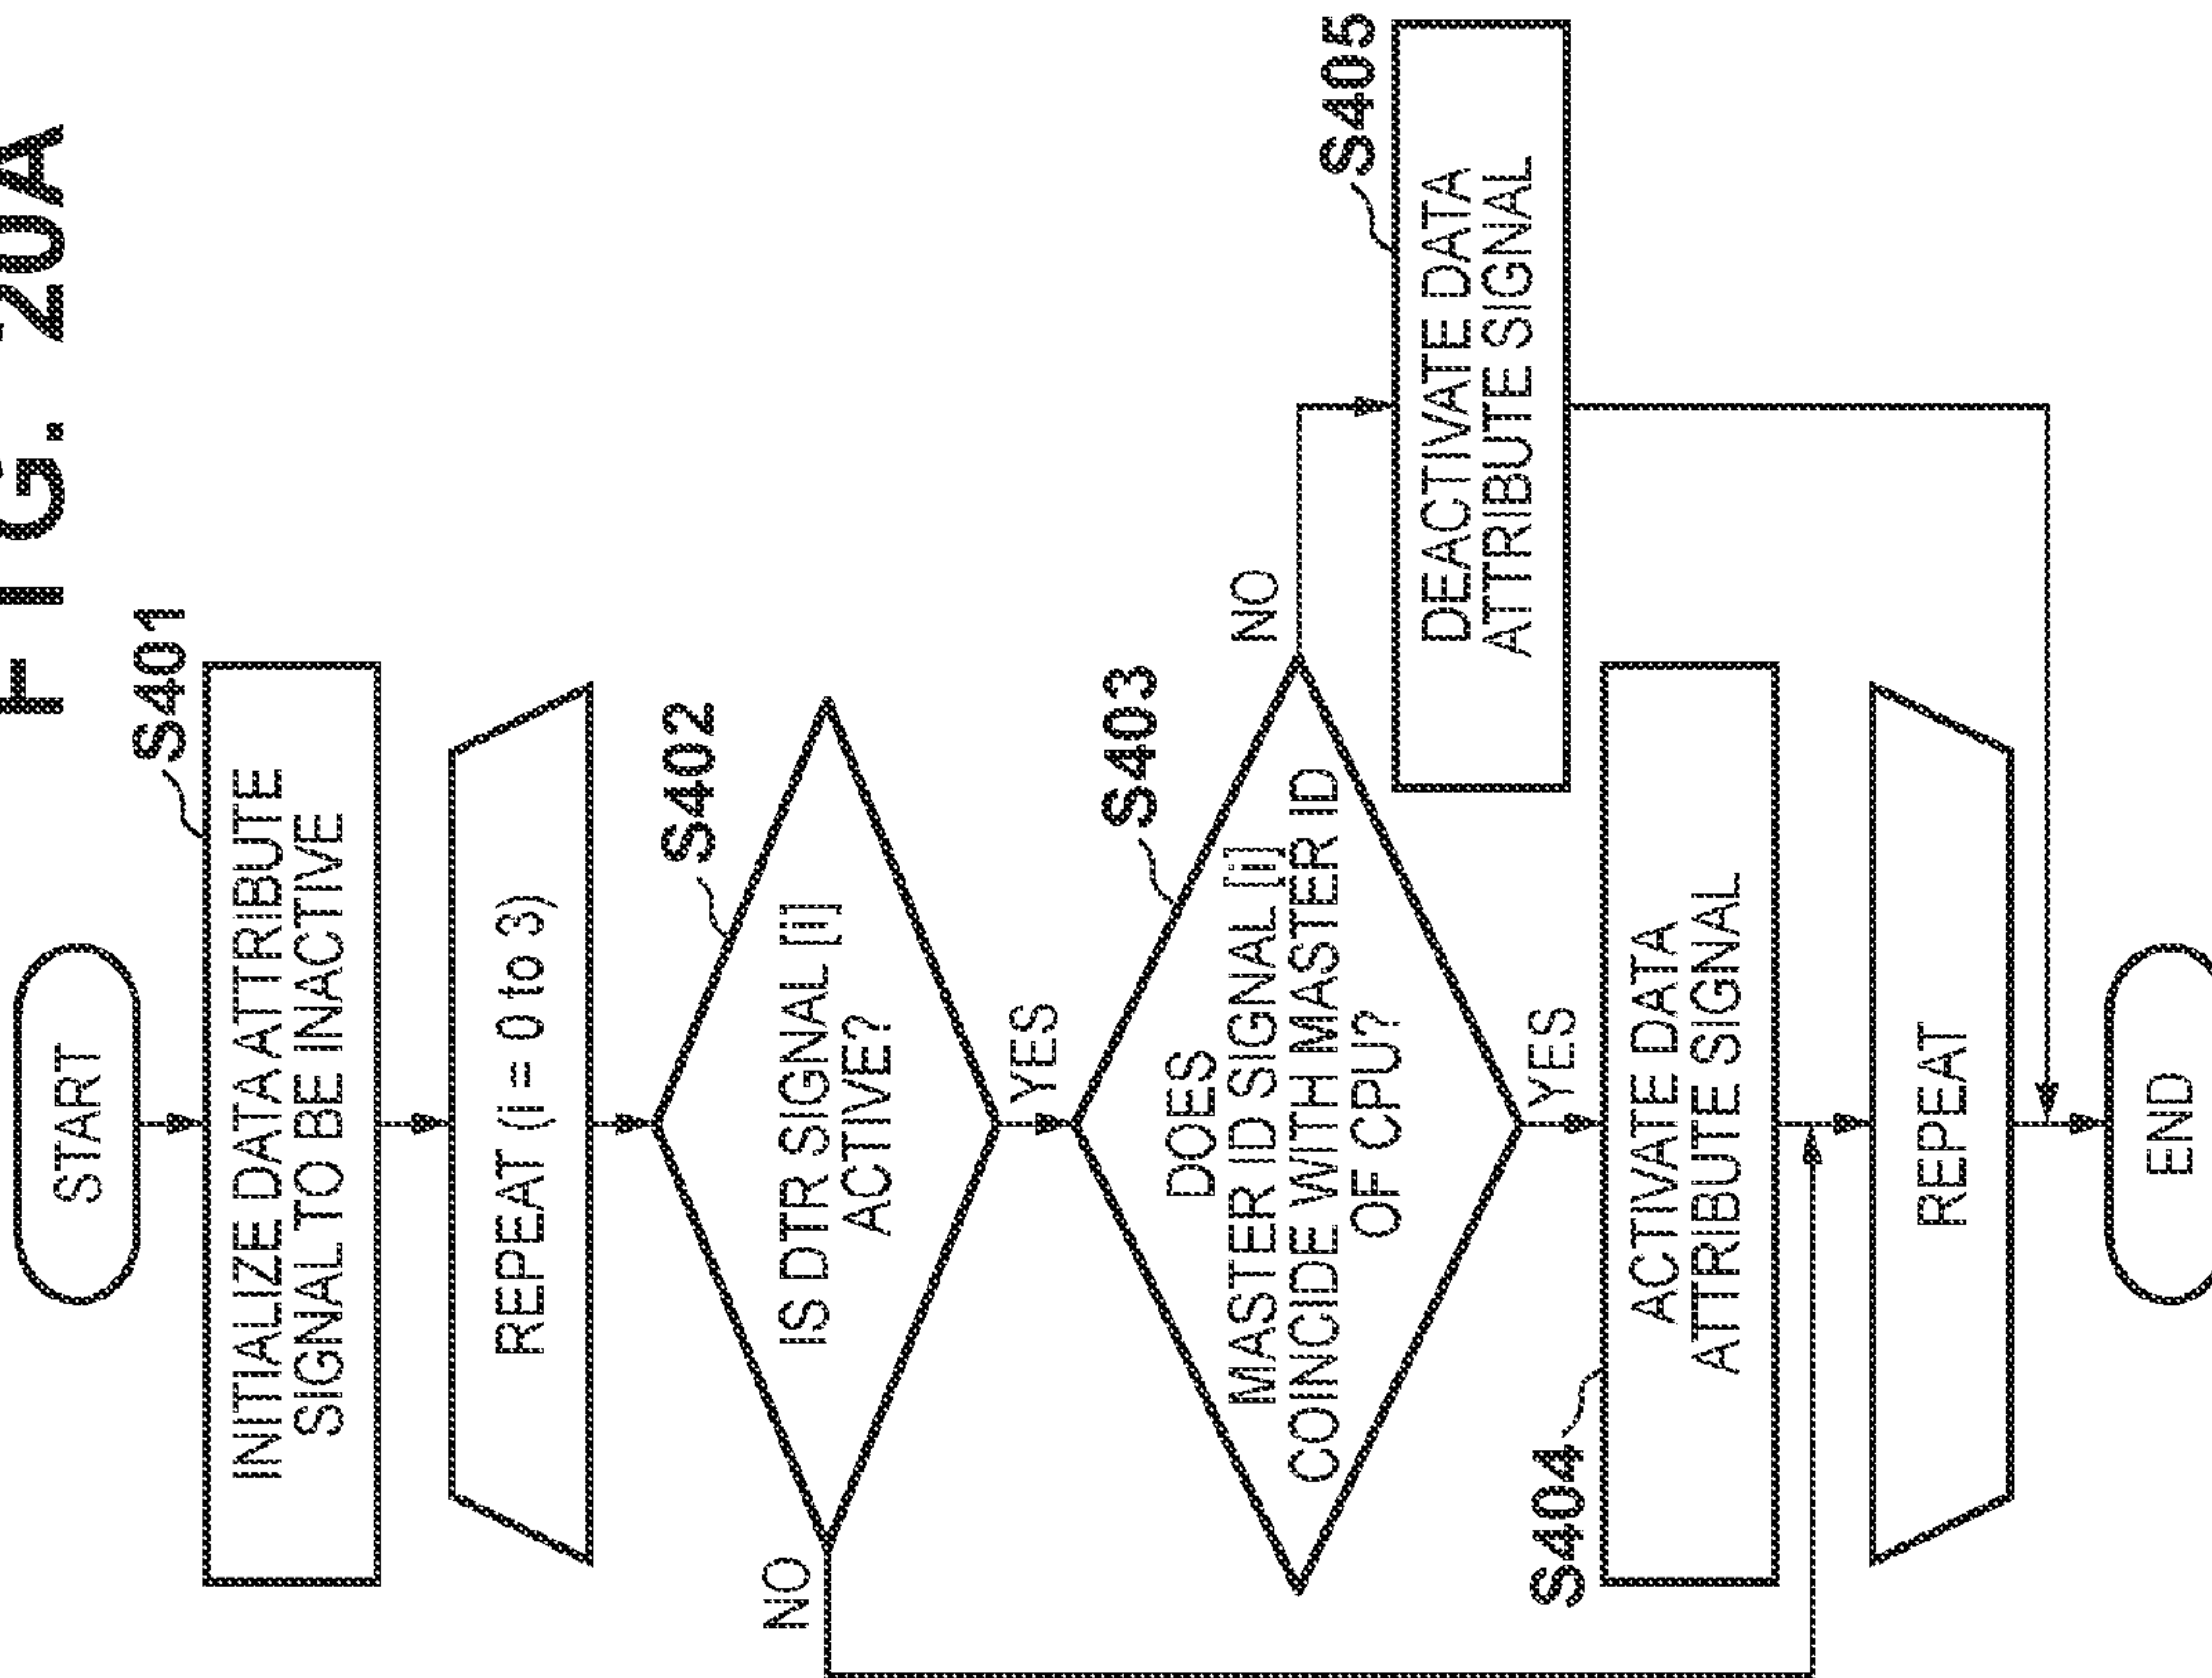 FIG. 20A
START
S401
INITIALIZE DATA ATTRIBUTE
SIGNAL TO BE INACTIVE
REPEAT (i = 0 to 3)
S402
IS DTR SIGNAL [i]
ACTIVE?
NO
YES
S403
DOES
MASTER ID SIGNAL [i]
COINCIDE WITH MASTER ID
OF CPU?
NO
YES
S405
DEACTIVATE DATA
ATTRIBUTE SIGNAL
S404
ACTIVATE DATA
ATTRIBUTE SIGNAL
REPEAT
END